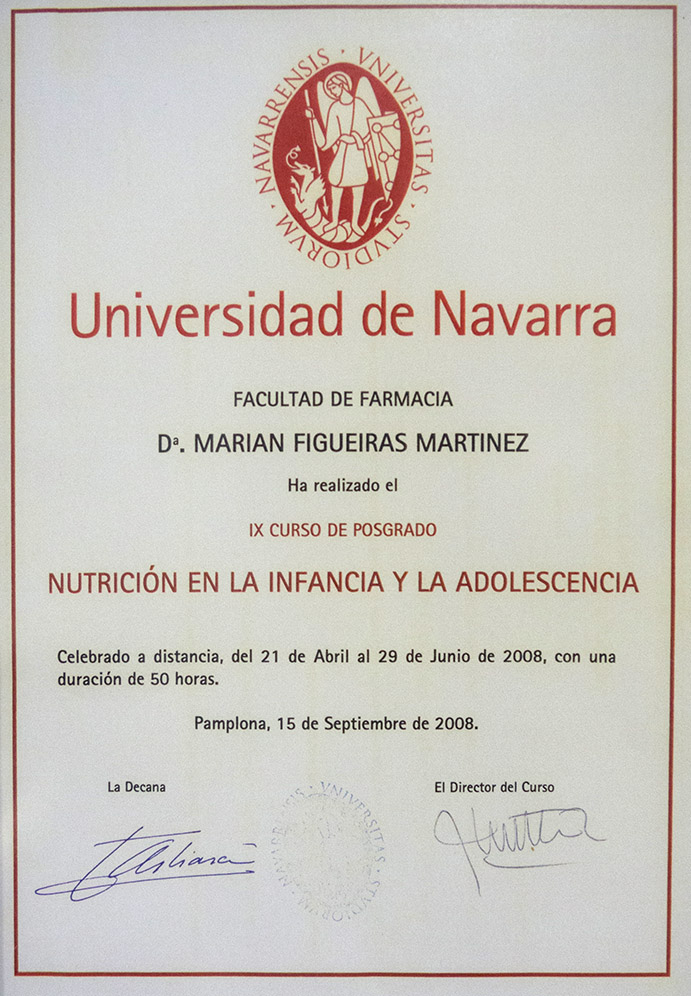 NAVARRENSIS · VNIVERSITAS · STVDIORVM ·
Universidad de Navarra
FACULTAD DE FARMACIA
Dª. MARIAN FIGUEIRAS MARTINEZ
Ha realizado el
IX CURSO DE POSGRADO
NUTRICIÓN EN LA INFANCIA Y LA ADOLESCENCIA
Celebrado a distancia, del 21 de Abril al 29 de Junio de 2008, con una
duración de 50 horas.
Pamplona, 15 de Septiembre de 2008.
La Decana
El Director del Curso
· VNIVERSITAS · STVDIORVM ·